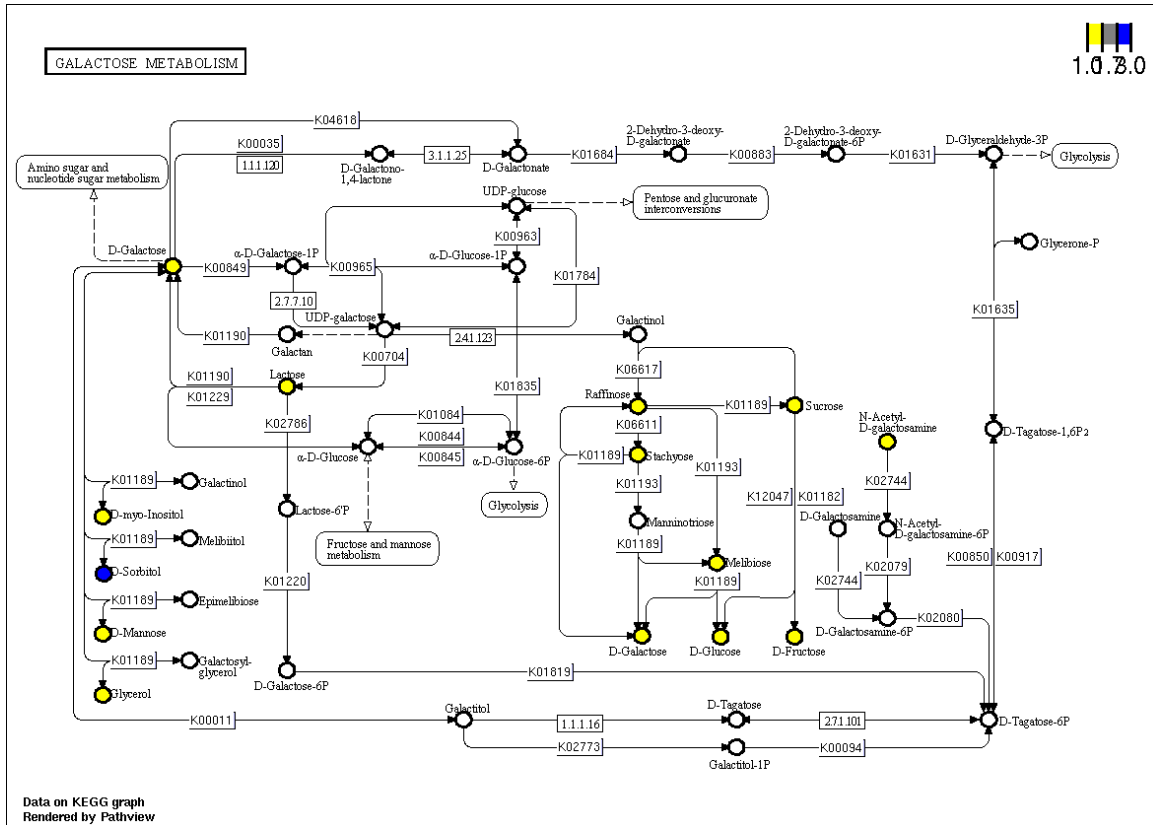 GALACTOSE METABOLISM
K04618
K00035
1.1.1.120
D-Galactono-
1,4-lactone
3.1.1.25
D-Galactonate
K01684
2-Dehydro-3-deoxy-
D-galactonate
K00883
2-Dehydro-3-deoxy-
D-galactonate-6P
K01631
D-Glyceraldehyde-3P
Glycolysis
Amino sugar and
nucleotide sugar metabolism
UDP-glucose
Pentose and glucuronate
interconversions
D-Galactose
K00849
α-D-Galactose-1P
K00965
α-D-Glucose-1P
K00963
K01784
Glycerone-P
2.7.7.10
UDP-galactose
K01190
Galactan
2.4.1.123
Galactinol
K01635
K00704
K01190
K01229
Lactose
K01835
K06617
Raffinose
K01189
Sucrose
K02786
K01084
K00844
K00845
α-D-Glucose
α-D-Glucose-6P
K06611
K01189
Stachyose
K01193
N-Acetyl-
D-galactosamine
D-Tagatose-1,6P2
K01193
K02744
K01189
Galactinol
D-myo-Inositol
Lactose-6'P
Glycolysis
Manninotriose
K12047
K01182
D-Galactosamine
N-Acetyl-
D-galactosamine-6P
K01189
Melibiitol
D-Sorbitol
Fructose and mannose
metabolism
K01189
Melibiose
K00850
K00917
K01220
K01189
K02744
K02079
K01189
Epimelibiose
D-Mannose
D-Galactose
D-Glucose
D-Fructose
D-Galactosamine-6P
K02080
K01189
Galactosyl-
glycerol
Glycerol
D-Galactose-6P
K01819
K00011
Galactitol
1.1.1.16
D-Tagatose
2.7.1.101
D-Tagatose-6P
K02773
Galactitol-1P
K00094
Data on KEGG graph
Rendered by Pathview